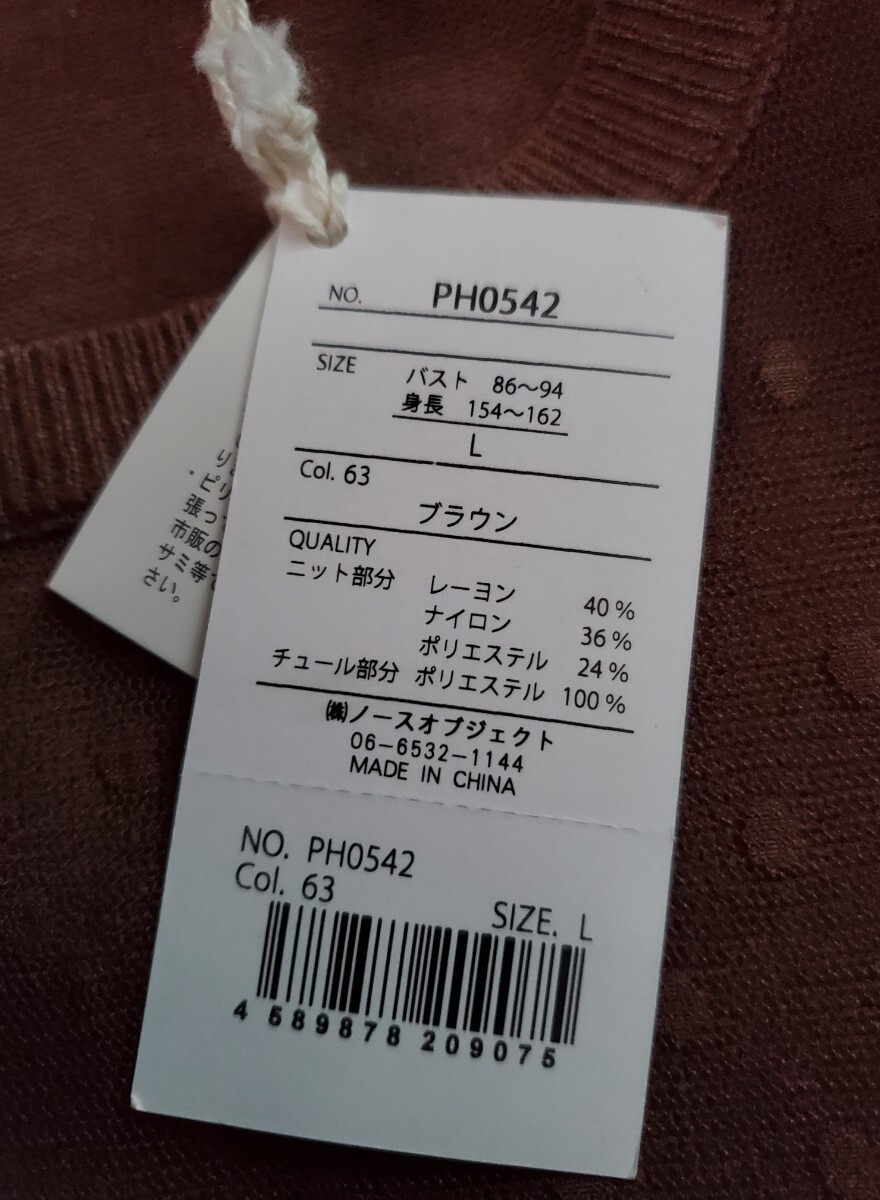 NO. PH0542
SIZE バスト 86〜94
身長 154〜162
L
Col. 63
ブラウン
QUALITY
ニット部分 レーヨン 40%
ナイロン 36%
ポリエステル 24%
チュール部分 ポリエステル 100%
㈱ノースオブジェクト
06-6532-1144
MADE IN CHINA
NO. PH0542
Col. 63
SIZE. L
4 589878 209075
り
・ピリ
張っ
市販の
サミ等で
さい。